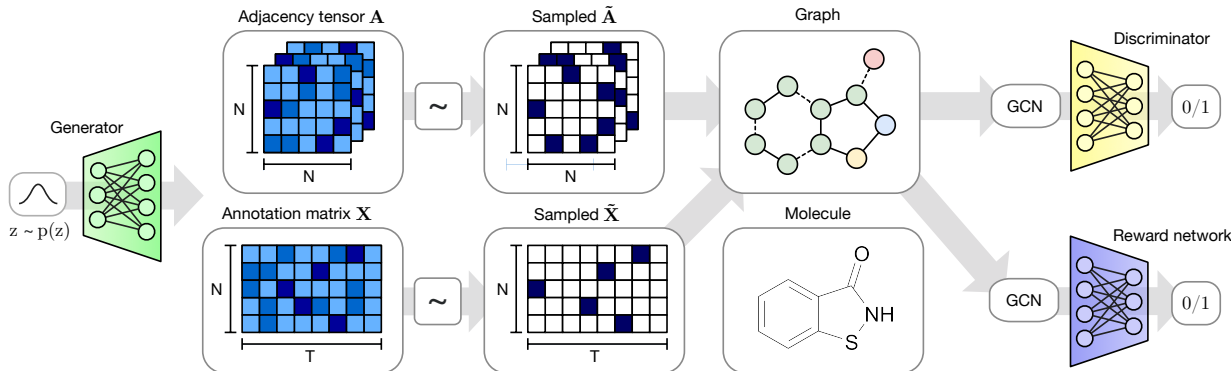 Generator
z ~ p(z)
Adjacency tensor A
N
N
~
Sampled Ã
N
N
Graph
GCN
Discriminator
0/1
Annotation matrix X
N
T
~
Sampled X̃
N
T
Molecule
O
NH
S
GCN
Reward network
0/1